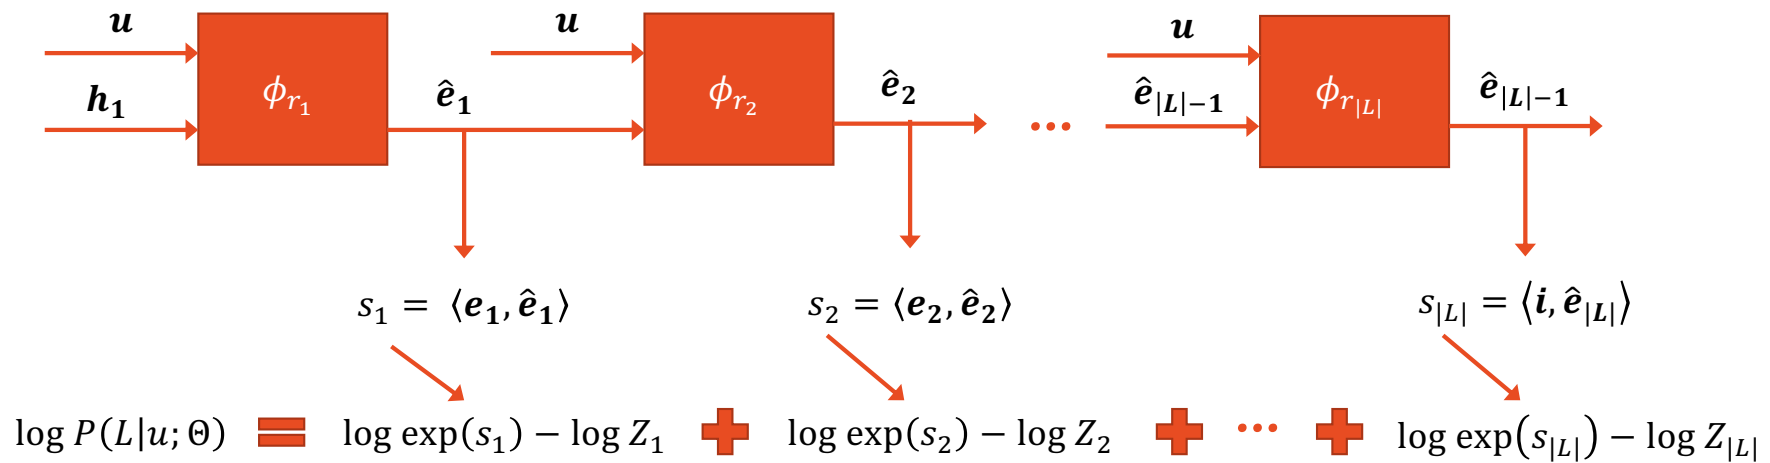 u u u
h₁ ϕ_{r₁} ê₁ ϕ_{r₂} ê₂ ... ê_{|L|−1} ϕ_{r_{|L|}} ê_{|L|−1}
s₁ = ⟨e₁, ê₁⟩ s₂ = ⟨e₂, ê₂⟩ s_{|L|} = ⟨i, ê_{|L|}⟩
log P(L|u; Θ) = log exp(s₁) − log Z₁ + log exp(s₂) − log Z₂ + ... + log exp(s_{|L|}) − log Z_{|L|}